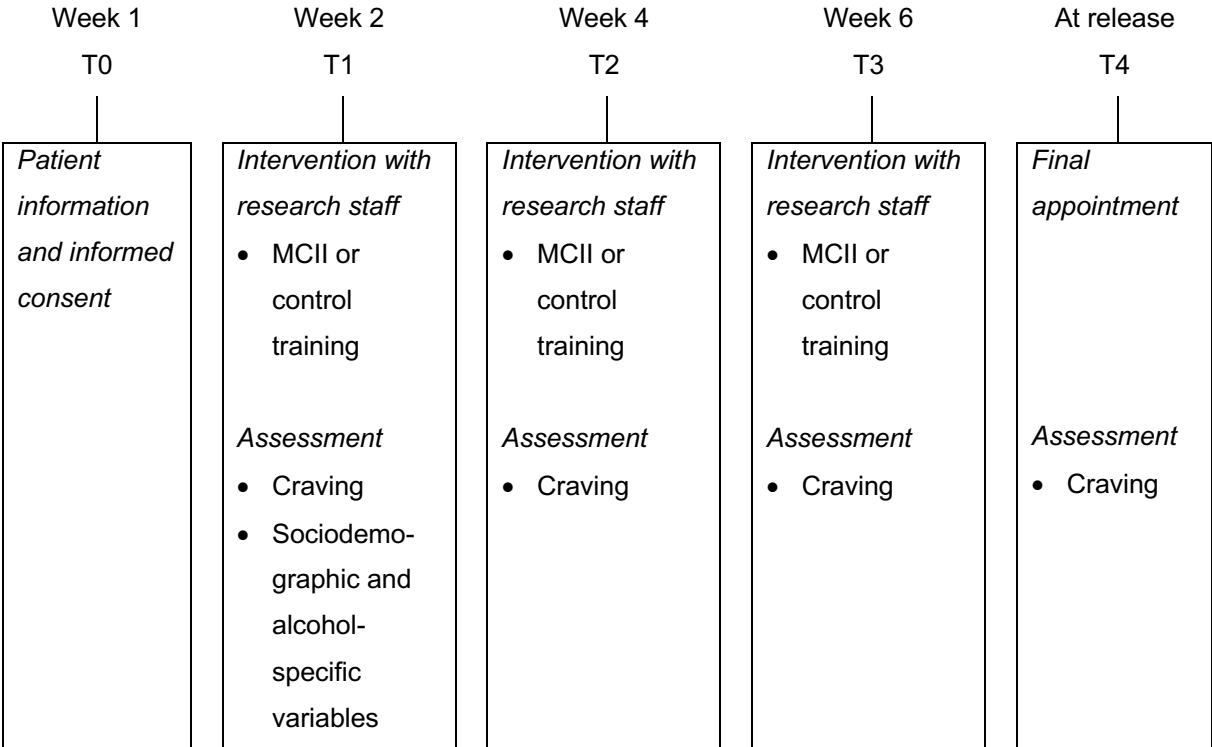 Week 1
T0
Patient
information
and informed
consent
Week 2
T1
Intervention with
research staff
• MCII or
control
training
Assessment
• Craving
• Sociodemo-
graphic and
alcohol-
specific
variables
Week 4
T2
Intervention with
research staff
• MCII or
control
training
Assessment
• Craving
Week 6
T3
Intervention with
research staff
• MCII or
control
training
Assessment
• Craving
At release
T4
Final
appointment
Assessment
• Craving